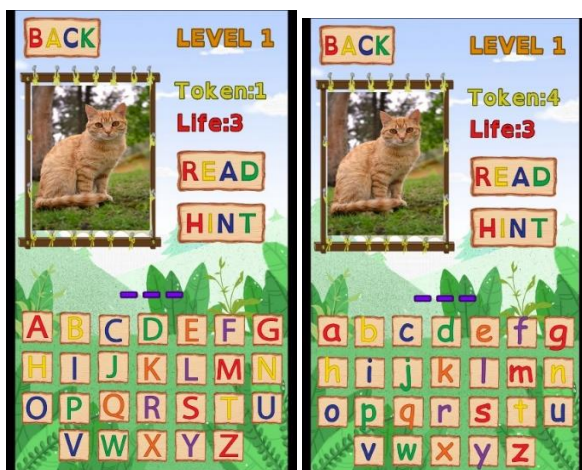 BACK
LEVEL 1
Token:1
Life:3
READ
HINT
A B C D E F G
H I J K L M N
O P Q R S T U
V W X Y Z
BACK
LEVEL 1
Token:4
Life:3
READ
HINT
a b c d e f g
h i j k l m n
o p q r s t u
v w x y z